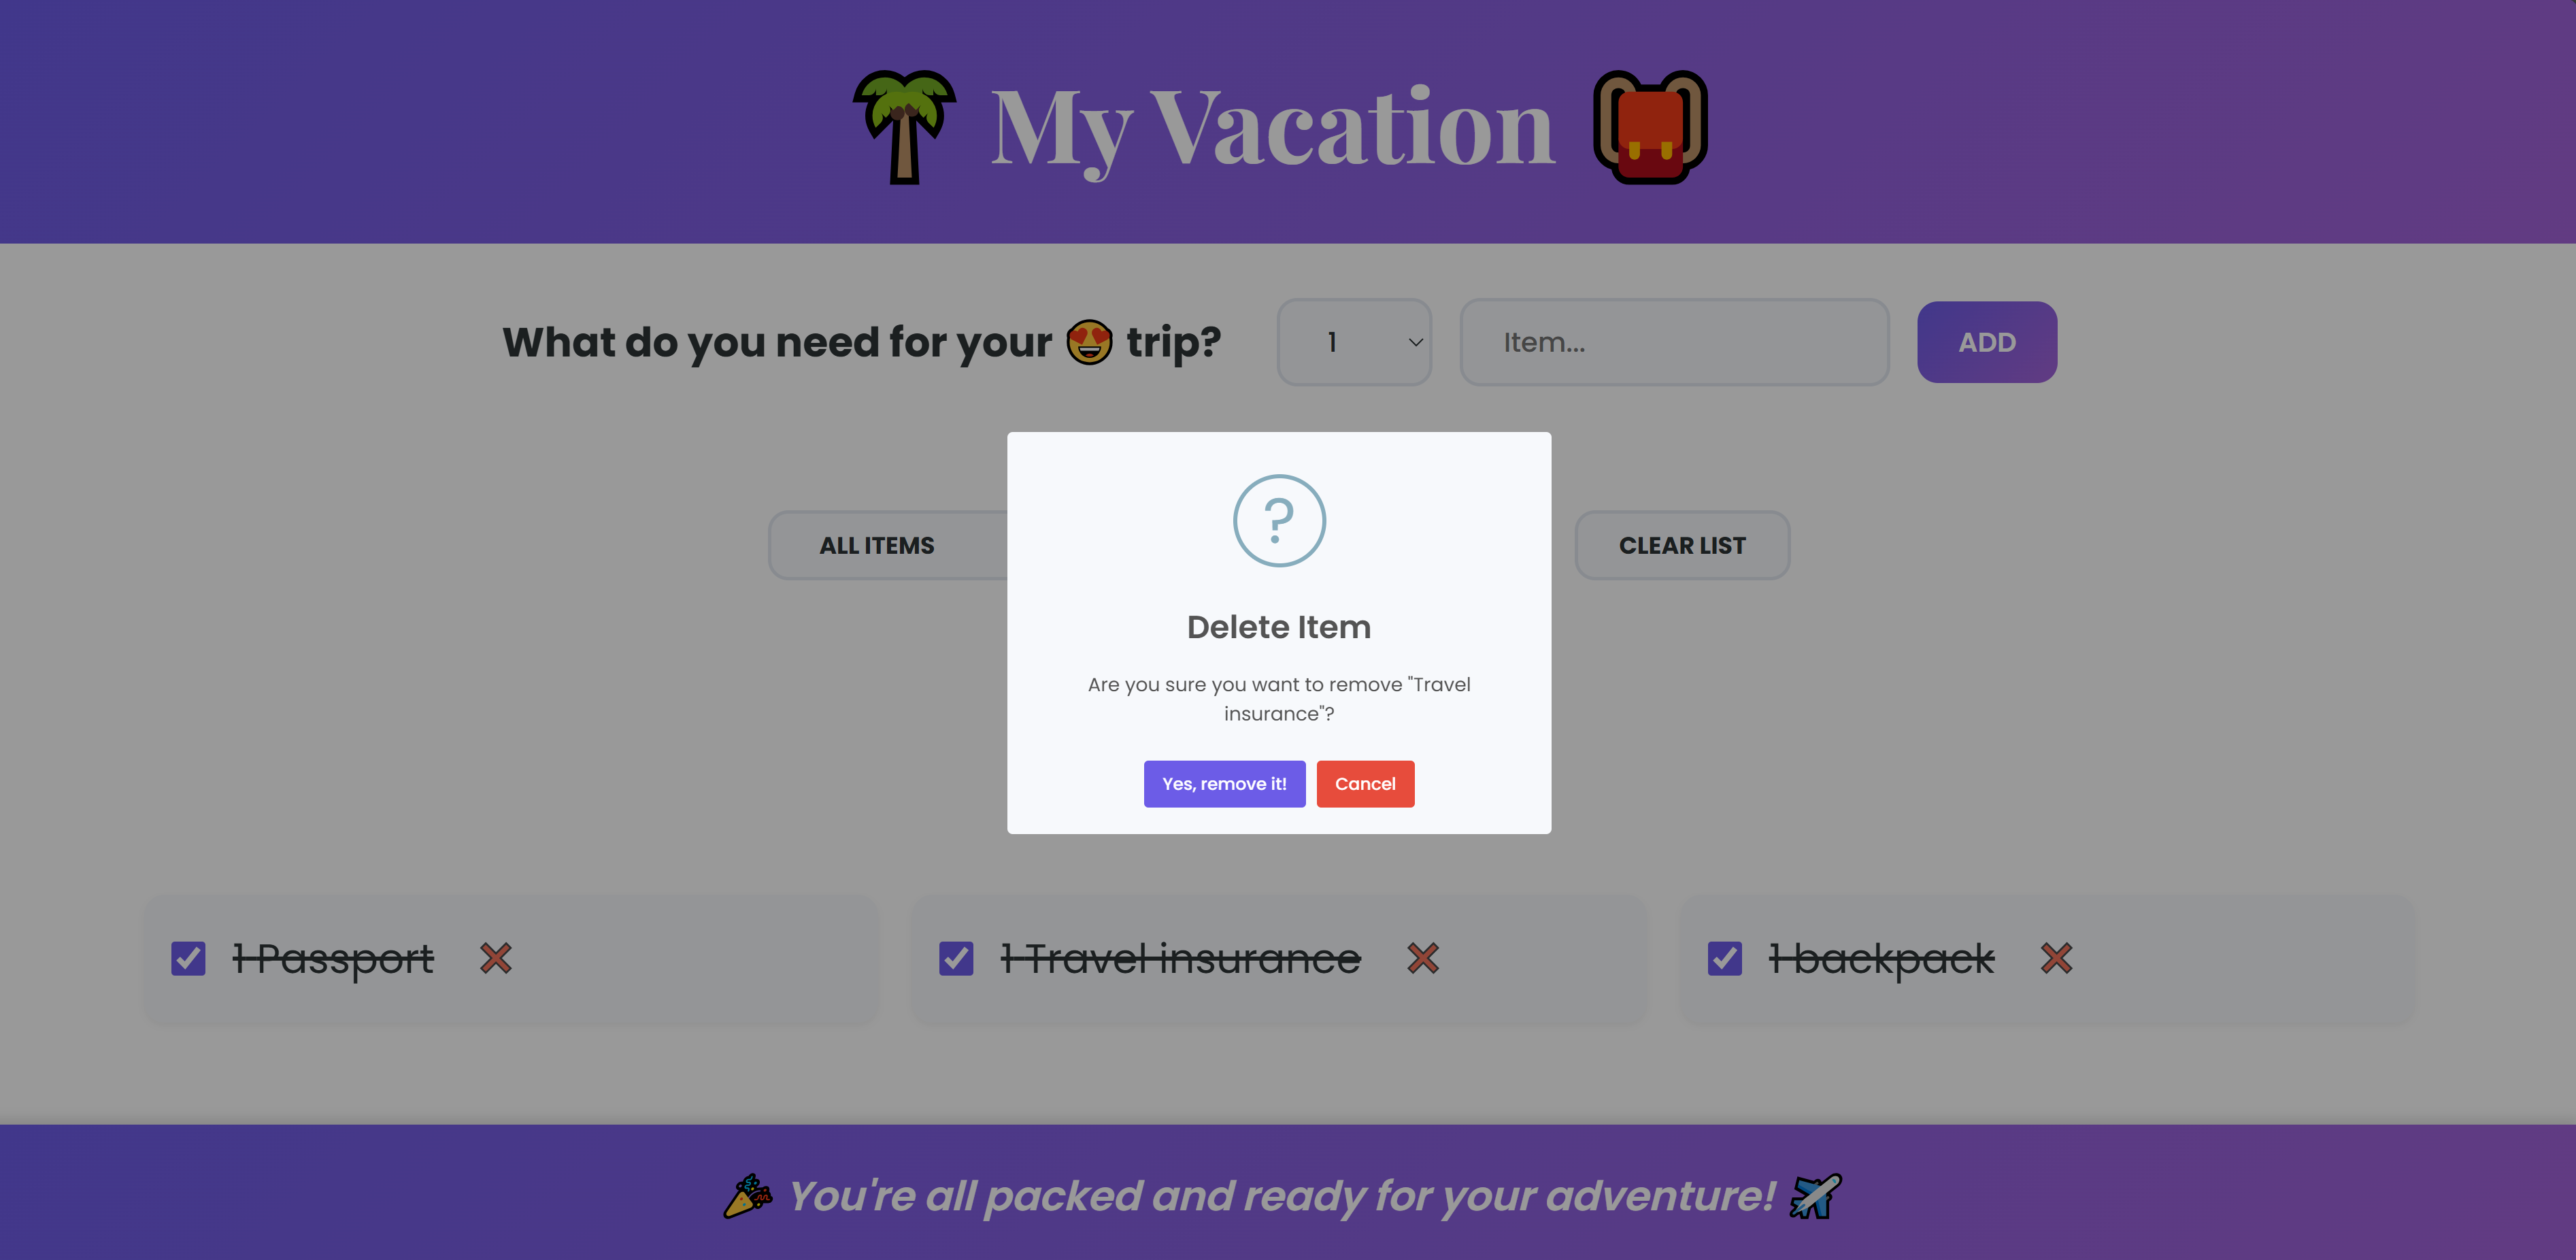 My Vacation
What do you need for your 😍 trip?
1
Item...
ADD
ALL ITEMS
CLEAR LIST
?
Delete Item
Are you sure you want to remove "Travel
insurance"?
Yes, remove it!
Cancel
1 Passport
1 Travel insurance
1 backpack
You're all packed and ready for your adventure!